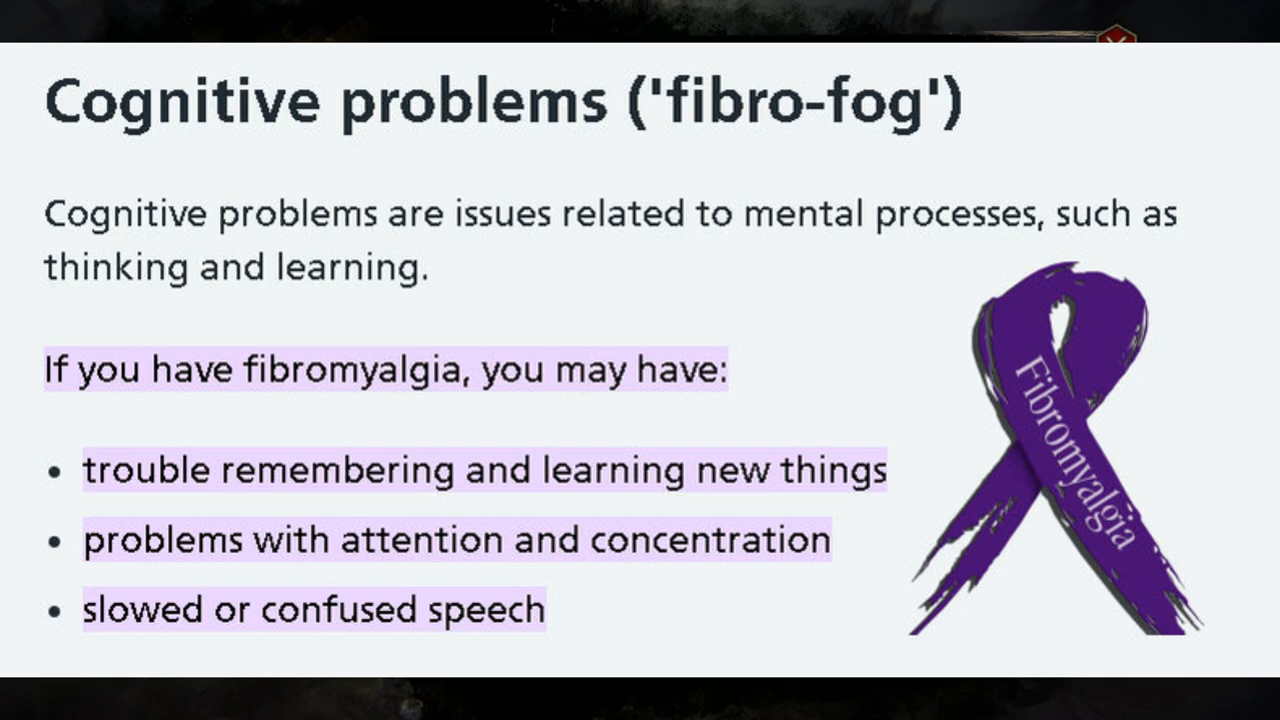 Cognitive problems ('fibro-fog')
Cognitive problems are issues related to mental processes, such as
thinking and learning.
If you have fibromyalgia, you may have:
• trouble remembering and learning new things
• problems with attention and concentration
• slowed or confused speech
Fibromyalgia